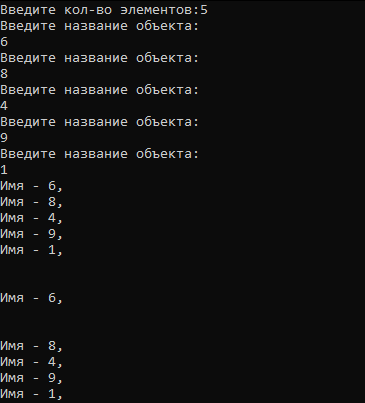 Введите кол-во элементов:5
Введите название объекта:
6
Введите название объекта:
8
Введите название объекта:
4
Введите название объекта:
9
Введите название объекта:
1
Имя - 6,
Имя - 8,
Имя - 4,
Имя - 9,
Имя - 1,
Имя - 6,
Имя - 8,
Имя - 4,
Имя - 9,
Имя - 1,